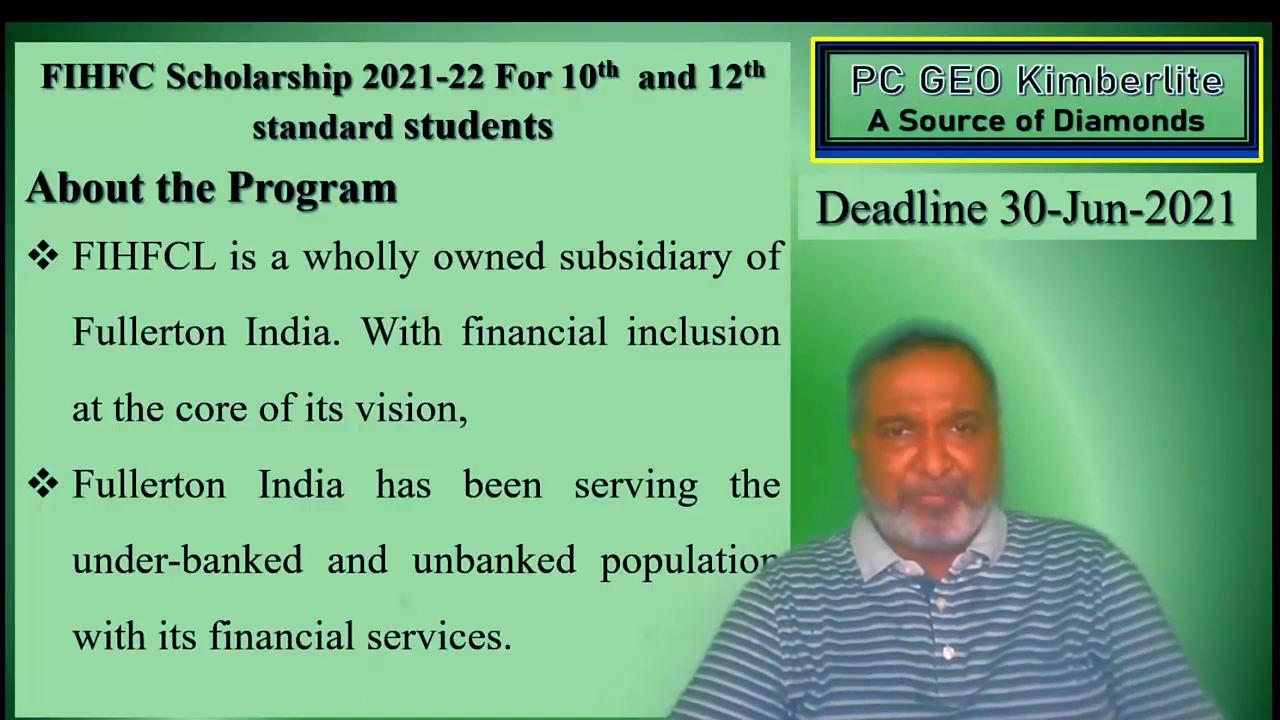 FIHFC Scholarship 2021-22 For 10th and 12th
standard students
About the Program
❖ FIHFCL is a wholly owned subsidiary of
Fullerton India. With financial inclusion
at the core of its vision,
❖ Fullerton India has been serving the
under-banked and unbanked population
with its financial services.
PC GEO Kimberlite
A Source of Diamonds
Deadline 30-Jun-2021